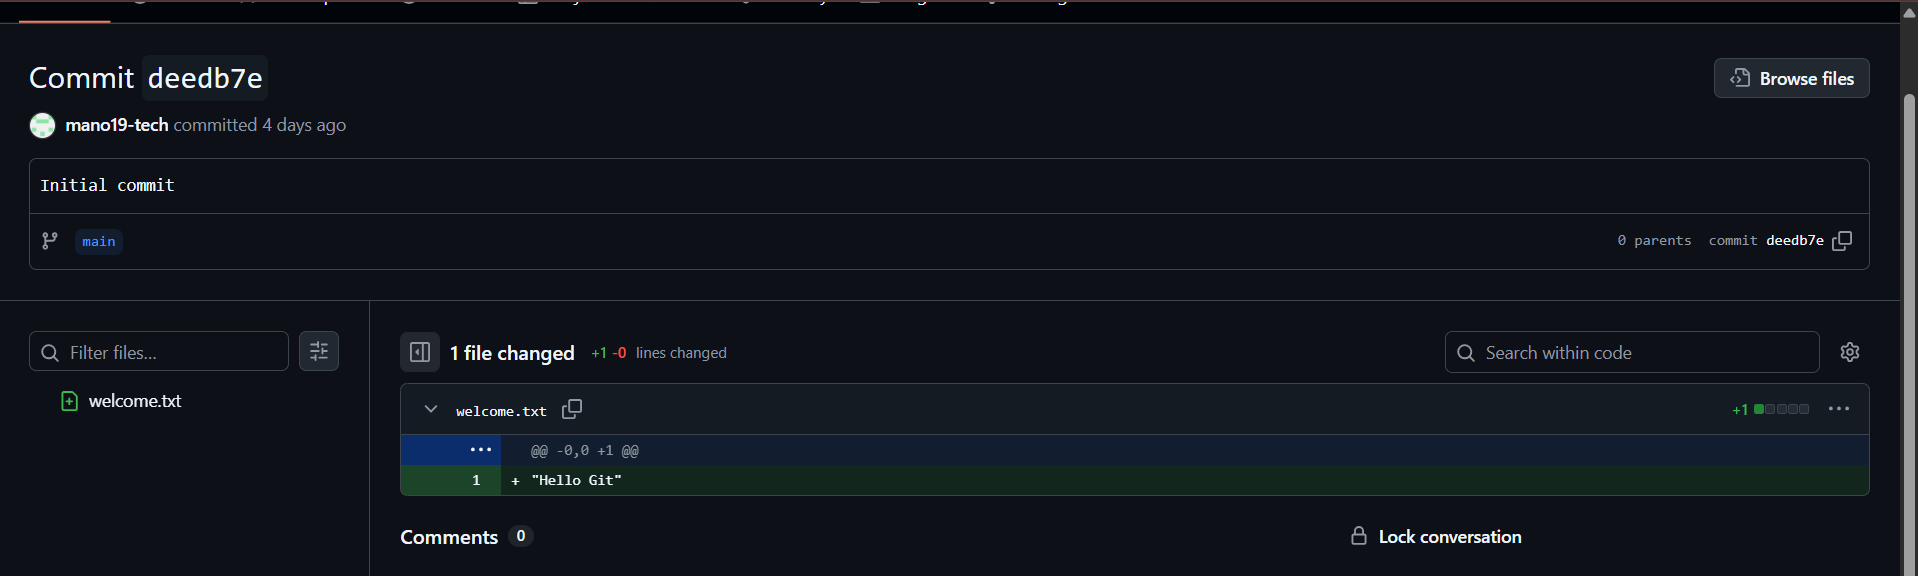 Commit deedb7e
Browse files
mano19-tech committed 4 days ago
Initial commit
main
0 parents commit deedb7e
Filter files...
welcome.txt
1 file changed +1 -0 lines changed
Search within code
welcome.txt
+1
@@ -0,0 +1 @@
1 + "Hello Git"
Comments 0
Lock conversation